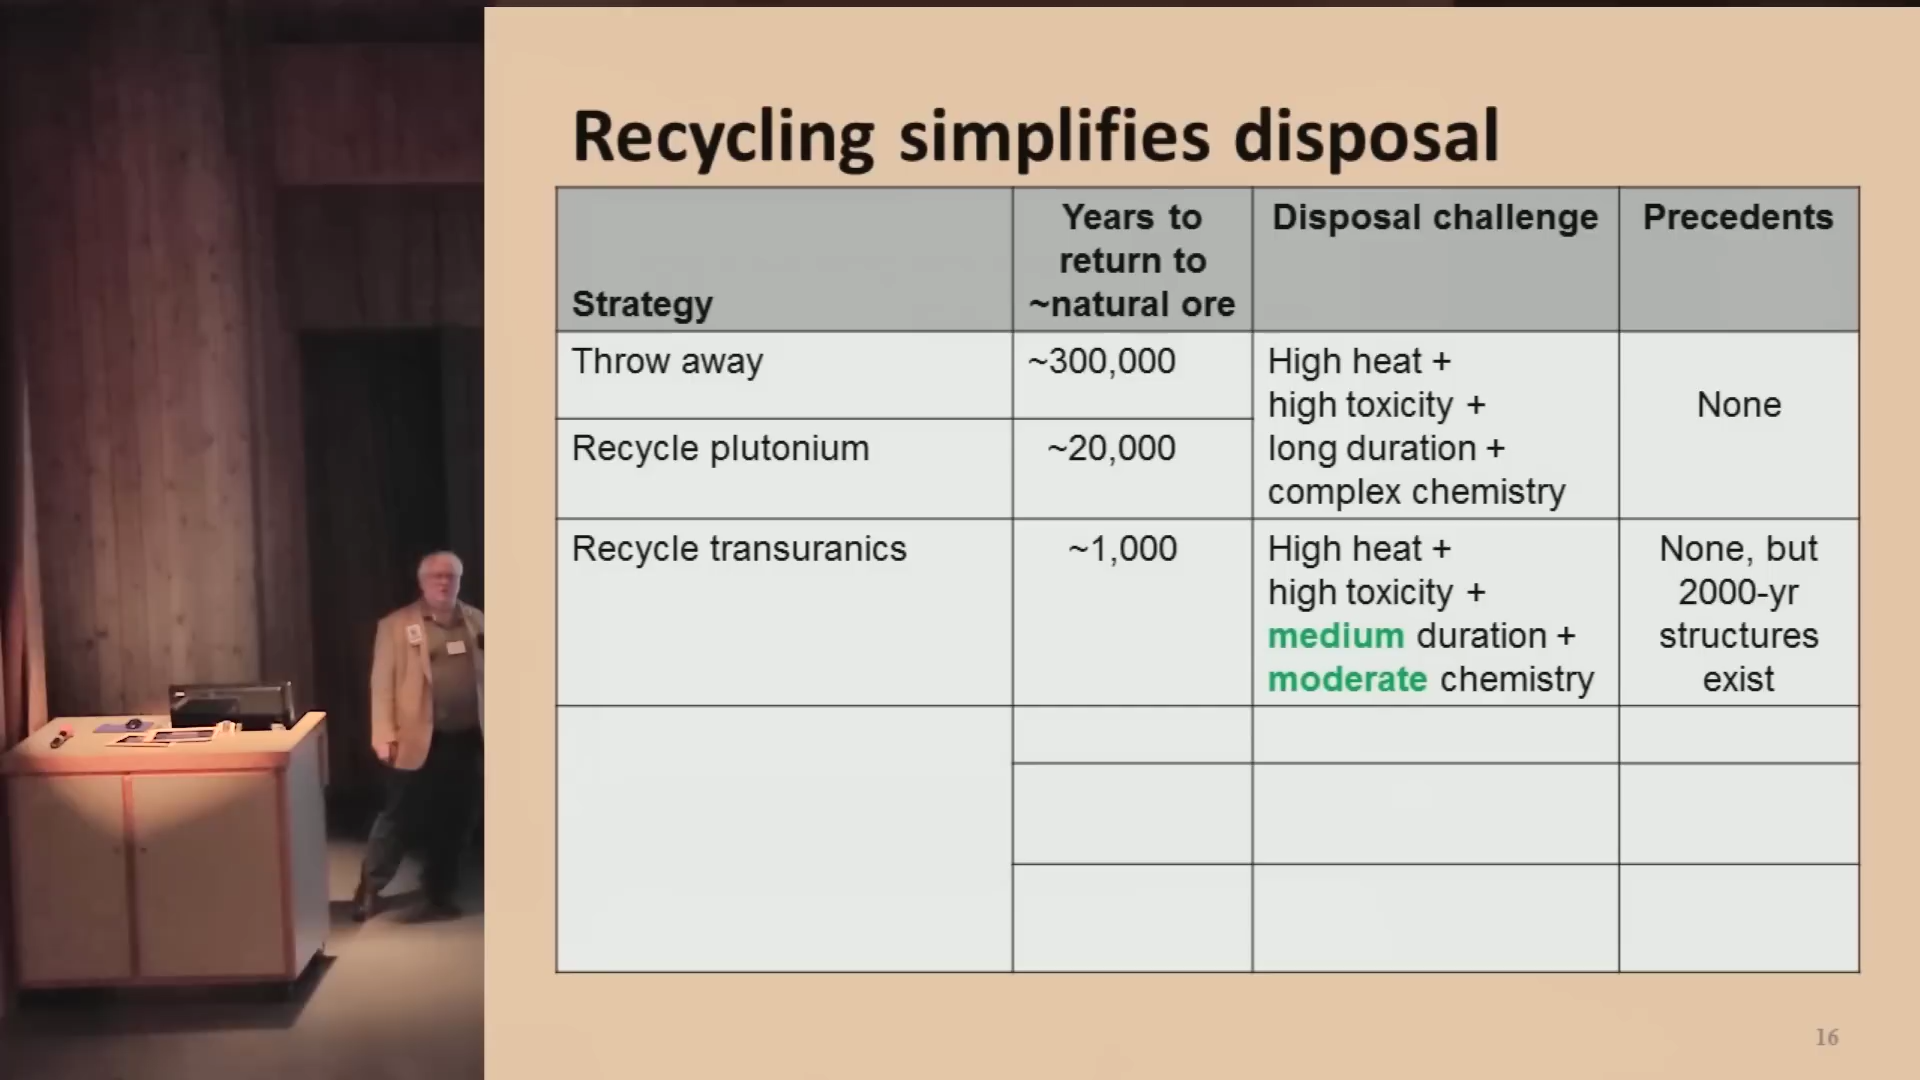 Recycling simplifies disposal
Strategy
Years to
return to
~natural ore
Disposal challenge
Precedents
Throw away
~300,000
High heat +
high toxicity +
long duration +
complex chemistry
None
Recycle plutonium
~20,000
Recycle transuranics
~1,000
High heat +
high toxicity +
medium duration +
moderate chemistry
None, but
2000-yr
structures
exist
16